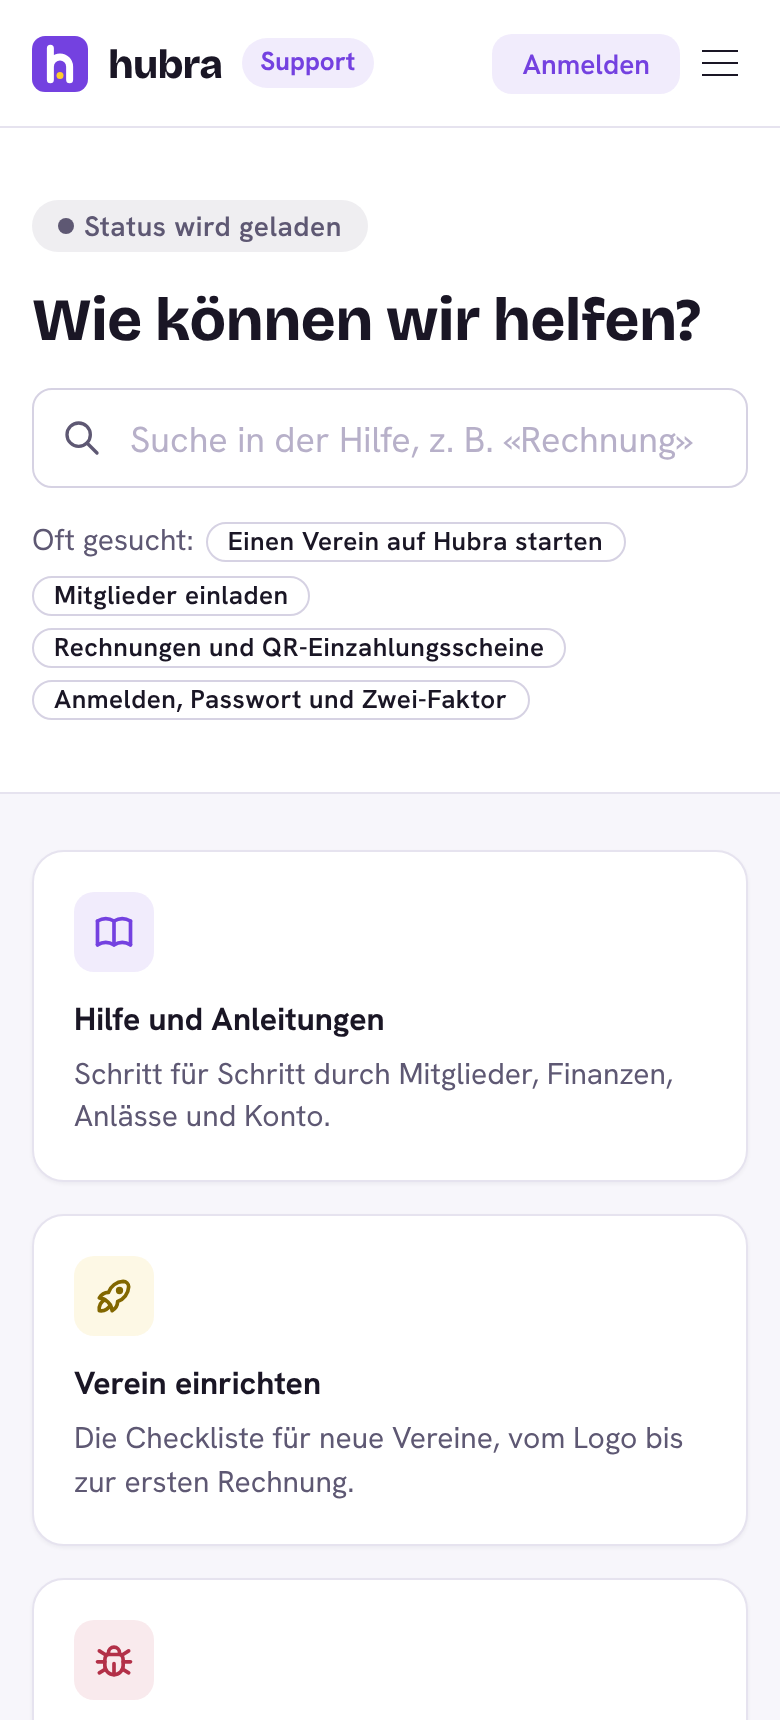 hubra Support Anmelden
Status wird geladen
Wie können wir helfen?
Suche in der Hilfe, z. B. «Rechnung»
Oft gesucht: Einen Verein auf Hubra starten
Mitglieder einladen
Rechnungen und QR-Einzahlungsscheine
Anmelden, Passwort und Zwei-Faktor
Hilfe und Anleitungen
Schritt für Schritt durch Mitglieder, Finanzen,
Anlässe und Konto.
Verein einrichten
Die Checkliste für neue Vereine, vom Logo bis
zur ersten Rechnung.